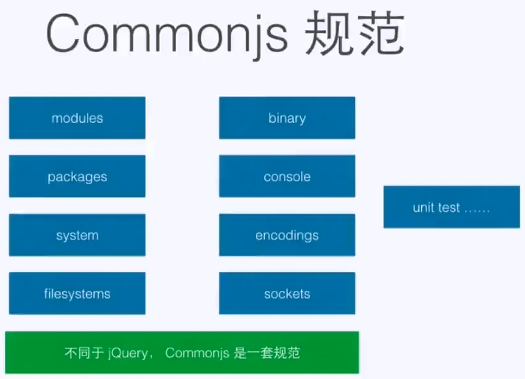 Commonjs 规范
modules
binary
packages
console
unit test ……
system
encodings
filesystems
sockets
不同于 jQuery， Commonjs 是一套规范